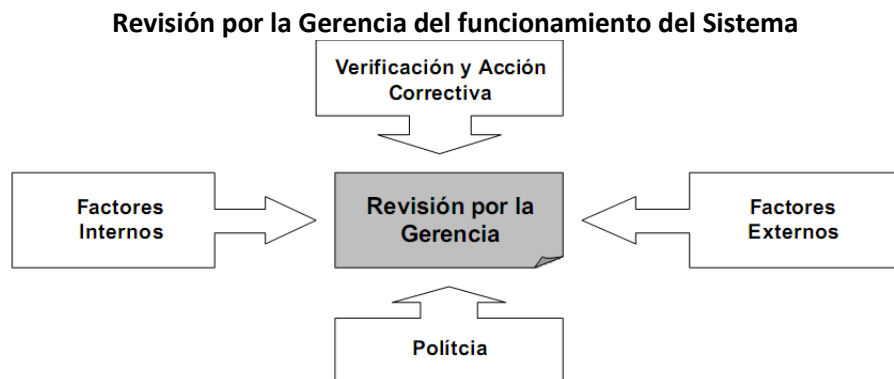 Revisión por la Gerencia del funcionamiento del Sistema
Verificación y Acción
Correctiva
Factores
Internos
Revisión por la
Gerencia
Factores
Externos
Polítcia